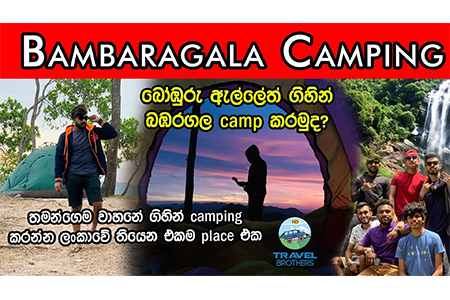 BAMBARAGALA CAMPING
බෝඹුරු ඇල්ලේත් ගිහින්
බඹරගල camp කරමුද?
තමන්ගෙම වාහනේ ගිහින් camping
කරන්න ලංකාවේ තියෙන එකම place එක
TRAVEL
BROTHERS